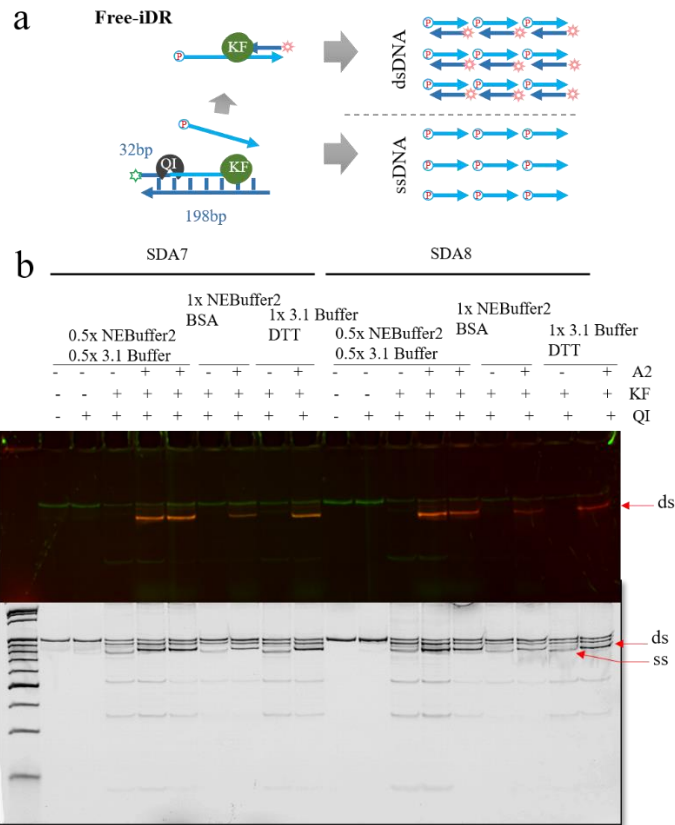 a
Free-iDR
KF
P
P
QI
KF
32bp
198bp
dsDNA
P P P
P P P
P P P
ssDNA
P P P
P P P
P P P
b
SDA7 SDA8
0.5x NEBuffer2
0.5x 3.1 Buffer
1x NEBuffer2
BSA
1x 3.1 Buffer
DTT
0.5x NEBuffer2
0.5x 3.1 Buffer
1x NEBuffer2
BSA
1x 3.1 Buffer
DTT
- - - + + - + - + - - - + + - + - + A2
- - + + + + + + + - - + + + + + + + KF
- + + + + + + + + - + + + + + + + + QI
ds
ds
ss